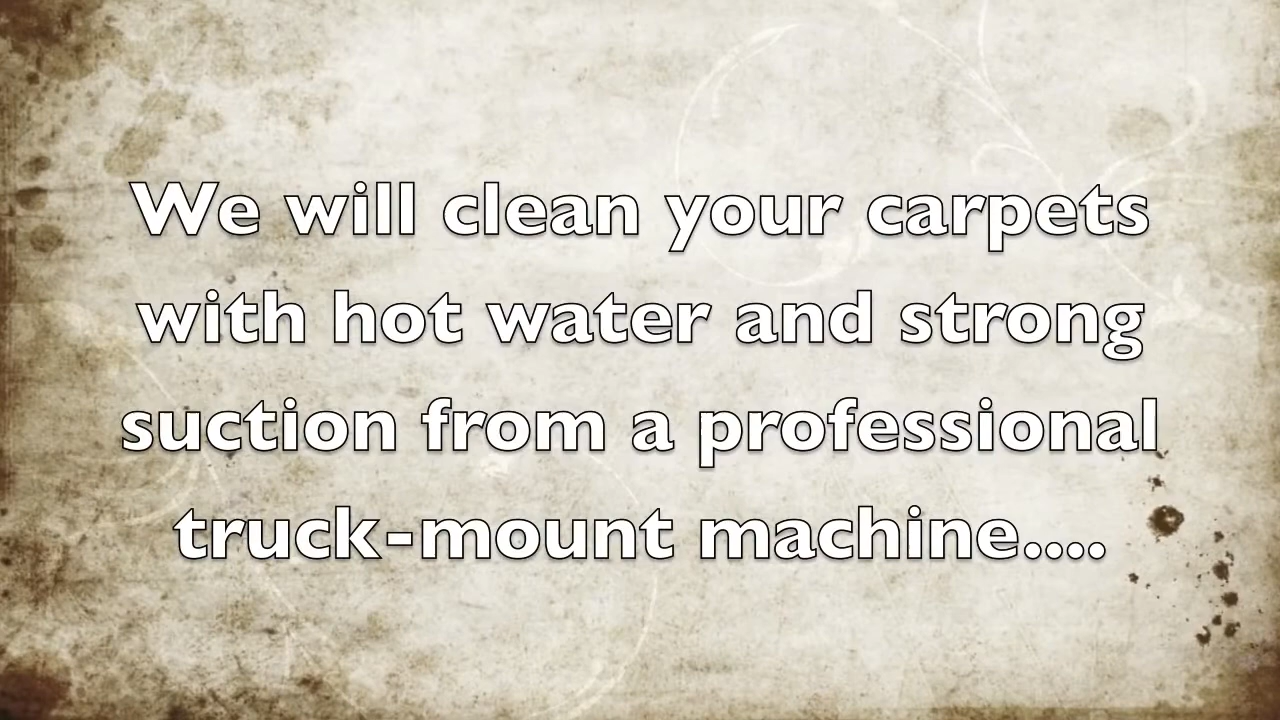 We will clean your carpets
with hot water and strong
suction from a professional
truck-mount machine....